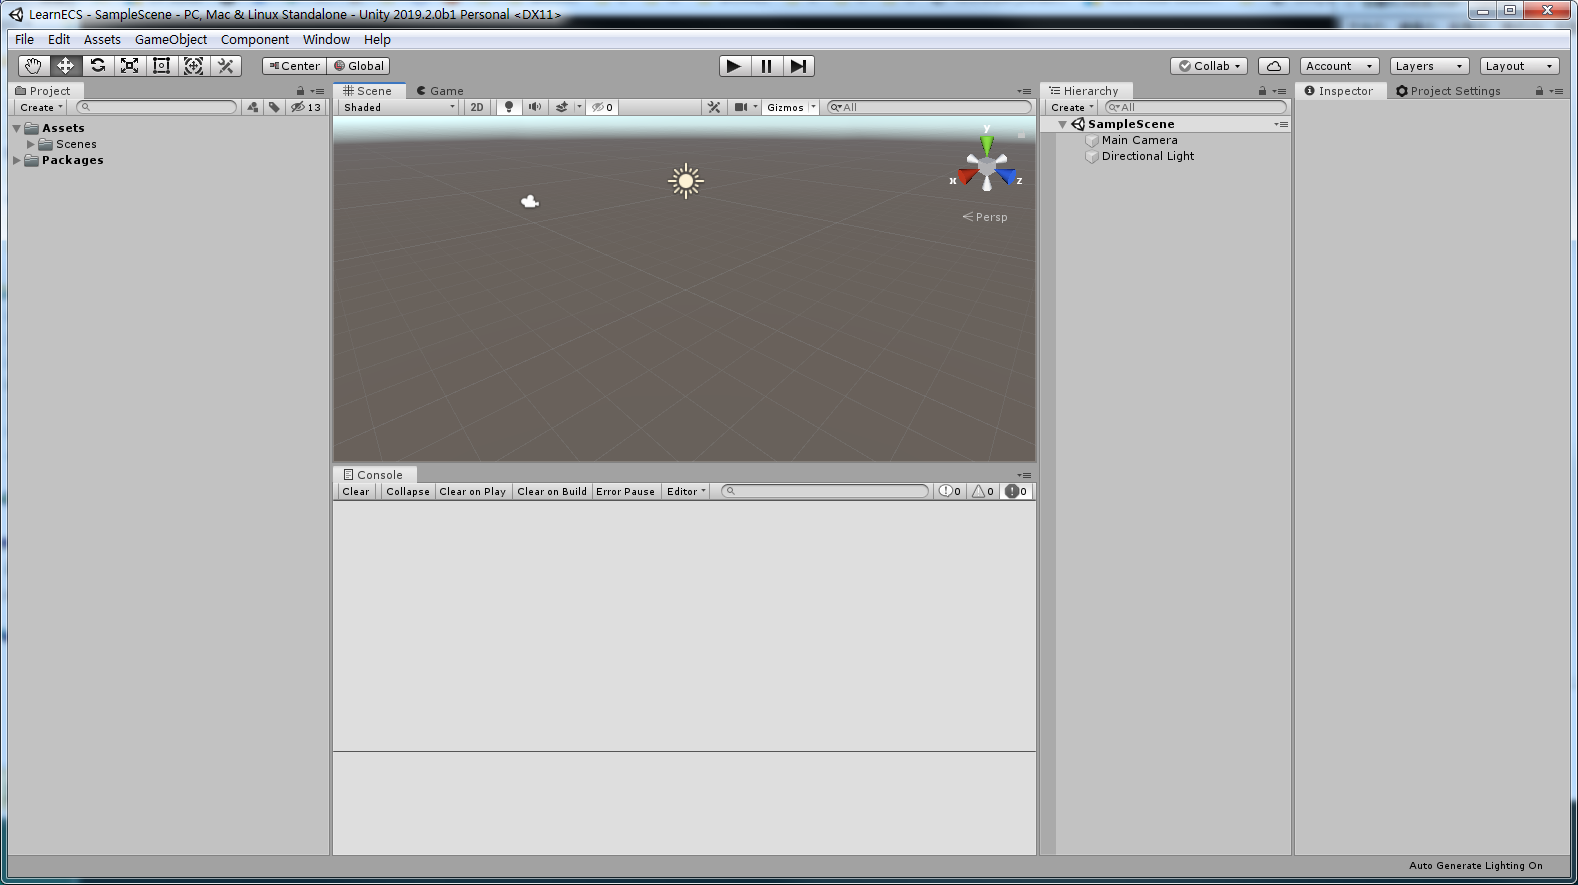 LearnECS - SampleScene - PC, Mac & Linux Standalone - Unity 2019.2.0b1 Personal <DX11>
File Edit Assets GameObject Component Window Help
Center Global Collab Account Layers Layout
Project
Create 13
Assets
Scenes
Packages
Scene Game
Shaded 2D 0 Gizmos All
y
x z
Persp
Console
Clear Collapse Clear on Play Clear on Build Error Pause Editor 0 0 0
Hierarchy
Create All
SampleScene
Main Camera
Directional Light
Inspector Project Settings
Auto Generate Lighting On